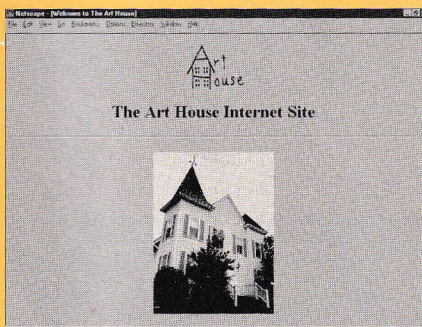 Netscape - [Welcome to The Art House]
File Edit View Go Bookmarks Options Directory Window Help
Art
House
The Art House Internet Site